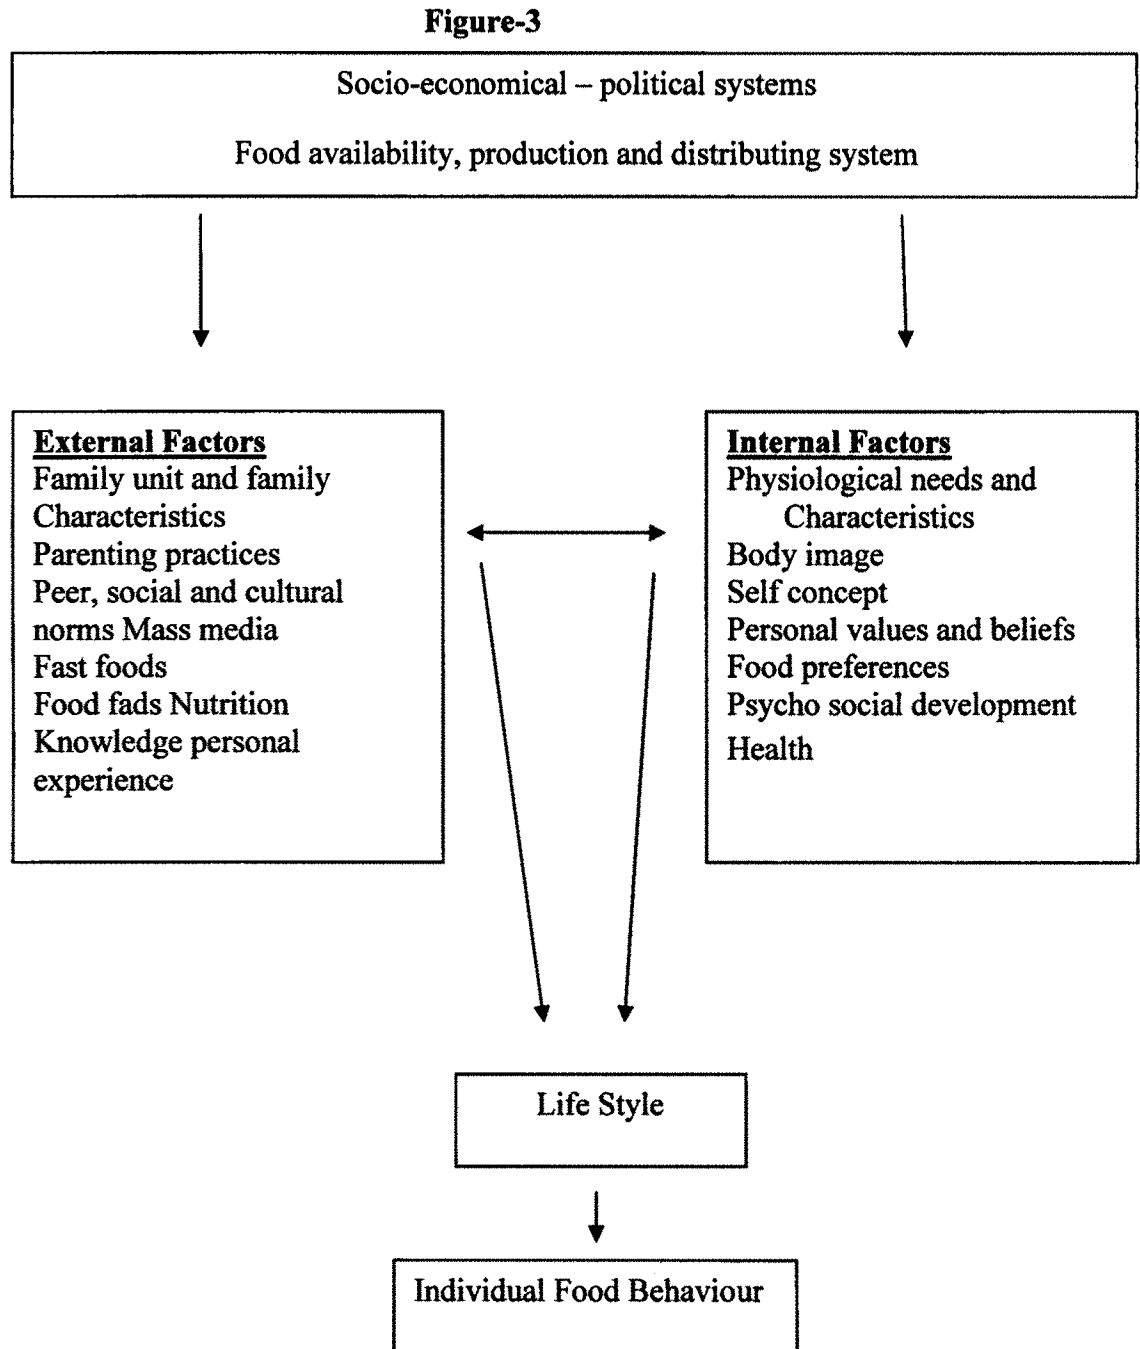 Figure-3
Socio-economical – political systems
Food availability, production and distributing system
External Factors
Family unit and family
Characteristics
Parenting practices
Peer, social and cultural
norms Mass media
Fast foods
Food fads Nutrition
Knowledge personal
experience
Internal Factors
Physiological needs and
Characteristics
Body image
Self concept
Personal values and beliefs
Food preferences
Psycho social development
Health
Life Style
Individual Food Behaviour